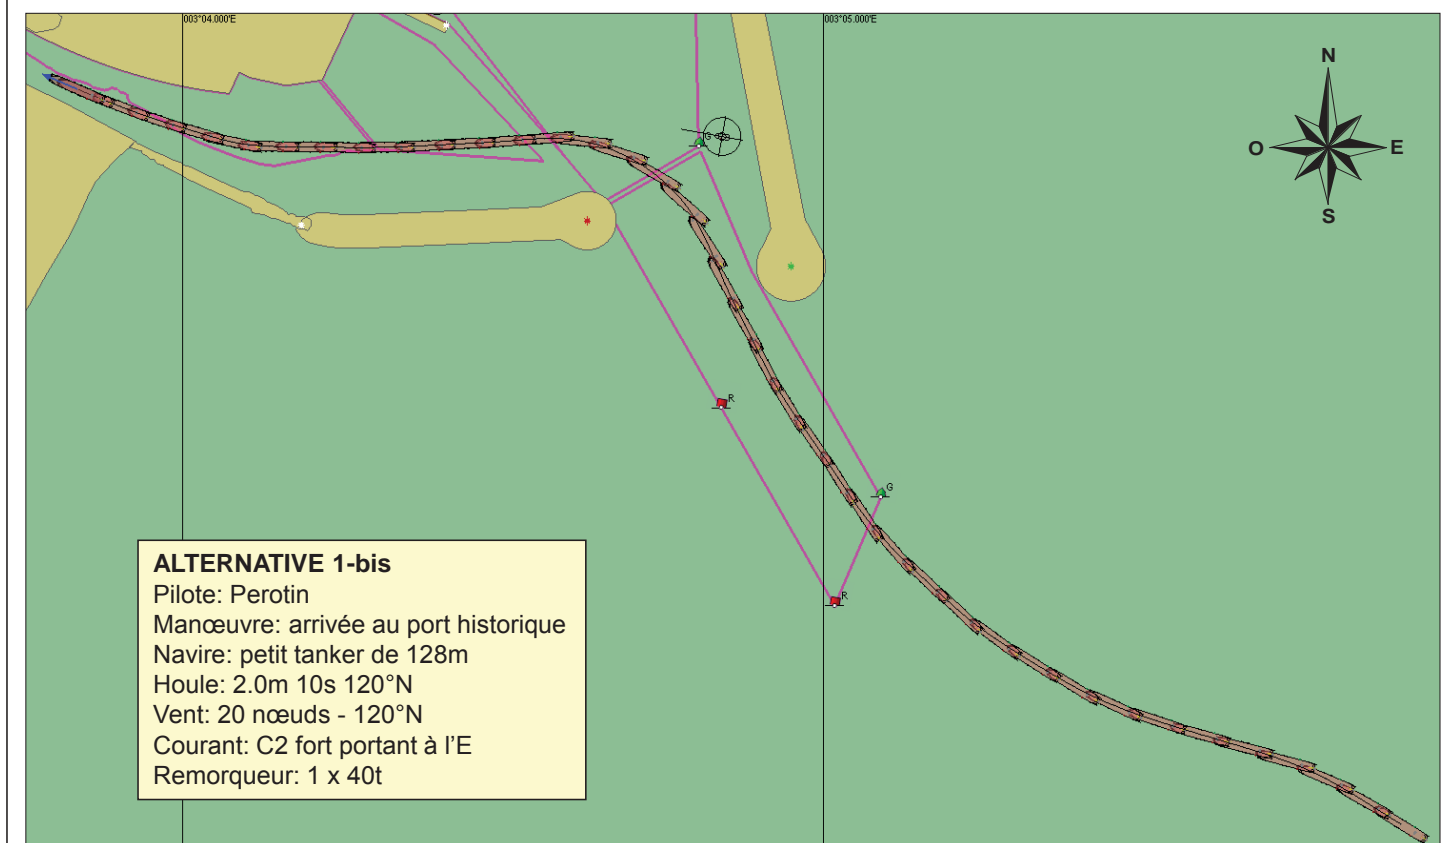 003°04.000'E
003°05.000'E
N
O
E
S
G
R
G
R
ALTERNATIVE 1-bis
Pilote: Perotin
Manœuvre: arrivée au port historique
Navire: petit tanker de 128m
Houle: 2.0m 10s 120°N
Vent: 20 nœuds - 120°N
Courant: C2 fort portant à l'E
Remorqueur: 1 x 40t